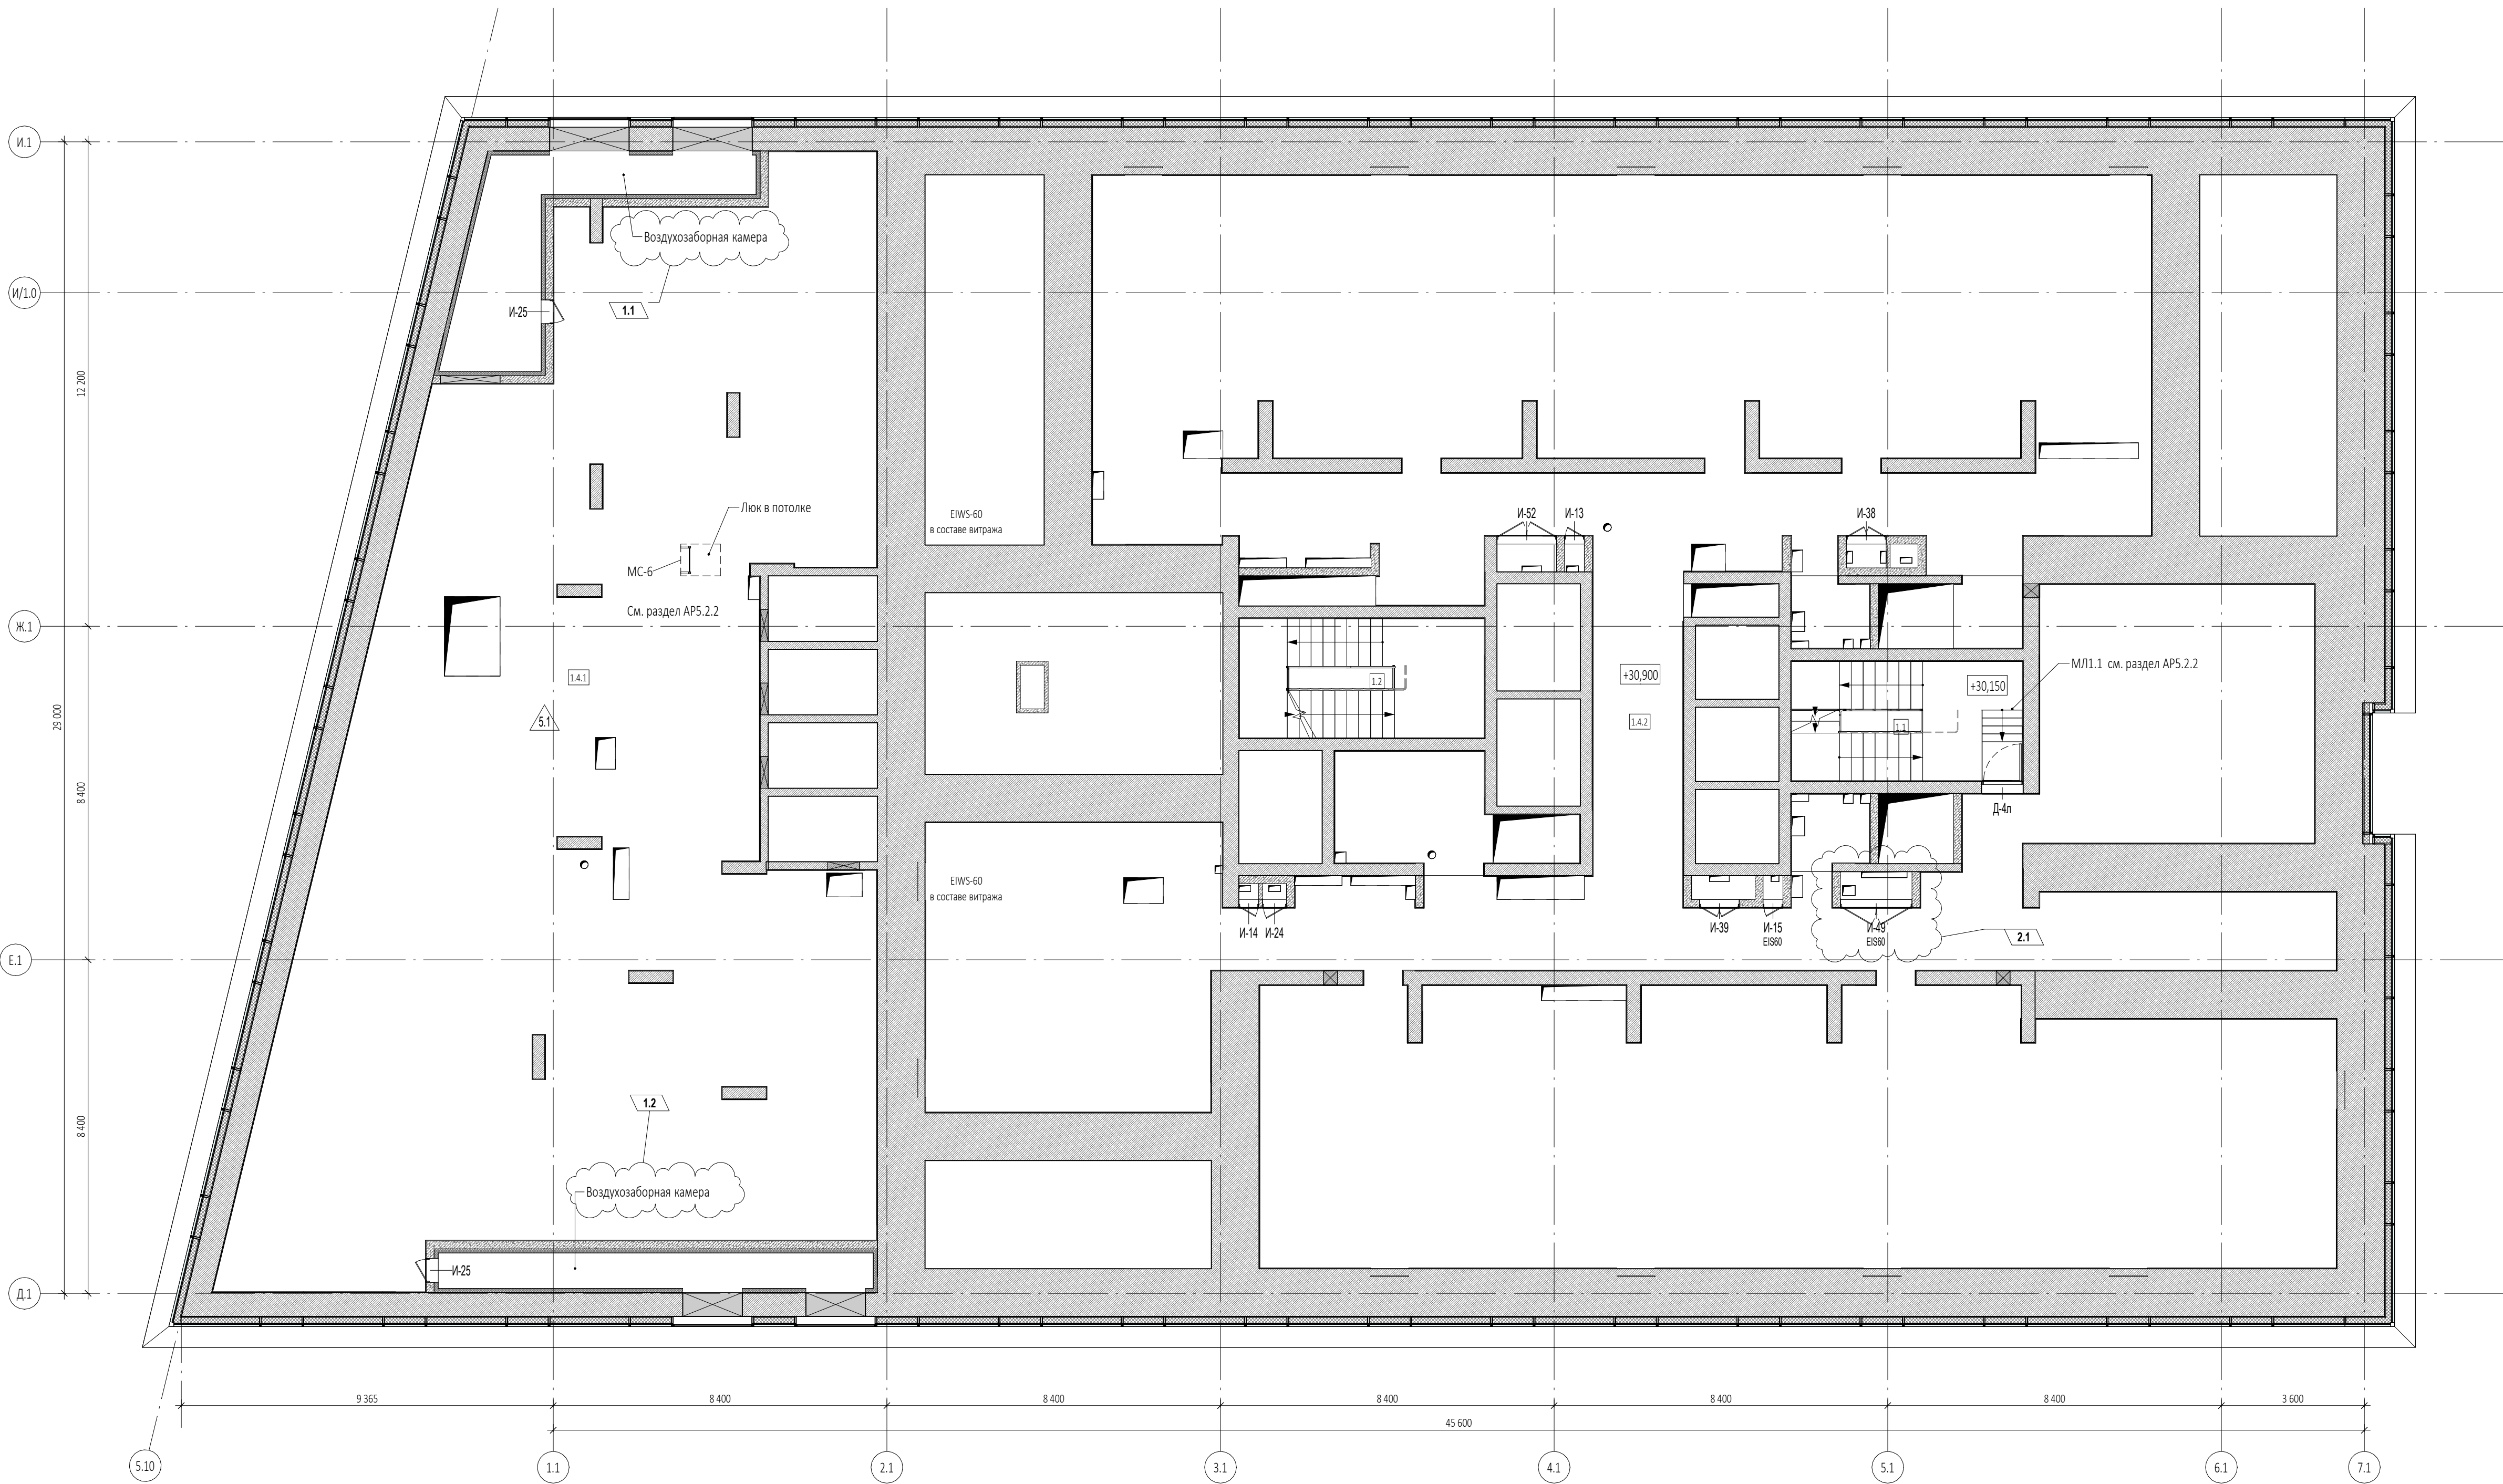 И.1
Воздухозаборная камера
И/1.0
И-25
1.1
12 200
Люк в потолке
EIWS-60
в составе витража
И-52
И-13
И-38
МС-6
См. раздел АР5.2.2
Ж.1
1.4.1
1.2
+30,900
МЛ1.1 см. раздел АР5.2.2
+30,150
29 000
5.1
1.4.2
1.1
8 400
Д-4л
EIWS-60
в составе витража
И-14
И-24
И-39
И-15
EIS60
И-49
EIS60
2.1
Е.1
8 400
1.2
Воздухозаборная камера
И-25
Д.1
9 365
8 400
8 400
8 400
8 400
8 400
3 600
45 600
5.10
1.1
2.1
3.1
4.1
5.1
6.1
7.1